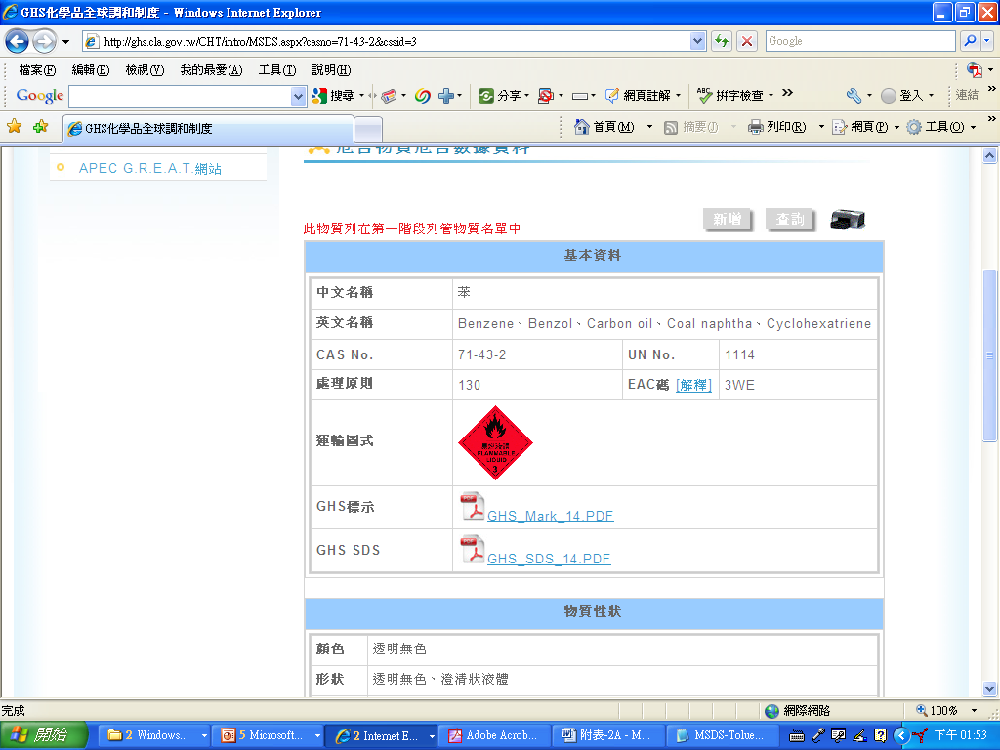 GHS化學品全球調和制度 - Windows Internet Explorer
http://ghs.cla.gov.tw/CHT/intro/MSDS.aspx?casno=71-43-2&cssid=3
Google
檔案(F) 編輯(E) 檢視(V) 我的最愛(A) 工具(T) 說明(H)
Google 搜尋 分享 網頁註解 拼字檢查 » 登入 連結 »
GHS化學品全球調和制度
首頁(M) 摘要(J) 列印(R) 網頁(P) 工具(O) »
危害物質危害數據資料
APEC G.R.E.A.T.網站
新增 查詢
此物質列在第一階段列管物質名單中
基本資料
中文名稱 苯
英文名稱 Benzene、Benzol、Carbon oil、Coal naphtha、Cyclohexatriene
CAS No. 71-43-2 UN No. 1114
處理原則 130 EAC碼 [解釋] 3WE
運輸圖式
FLAMMABLE
LIQUID
3
GHS標示 GHS_Mark_14.PDF
GHS SDS GHS_SDS_14.PDF
物質性狀
顏色 透明無色
形狀 透明無色、澄清狀液體
完成 網際網路 100%
開始 2 Windows... 5 Microsoft... 2 Internet E... Adobe Acrob... 附表-2A - M... MSDS-Tolue... 下午 01:53